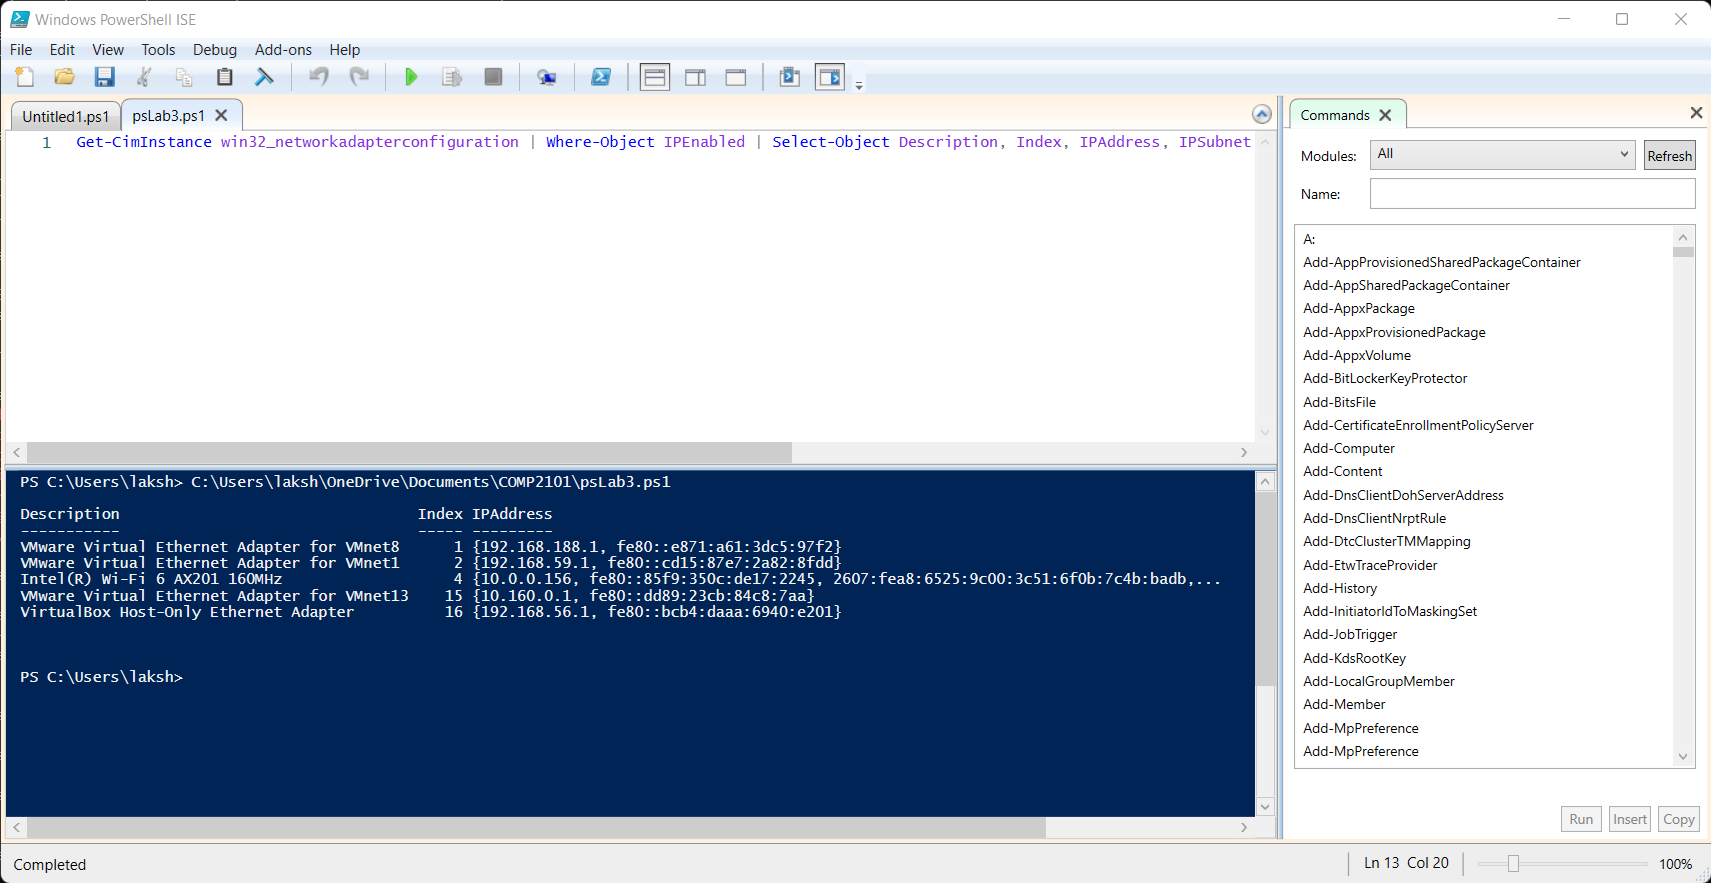 Windows PowerShell ISE
File Edit View Tools Debug Add-ons Help
Untitled1.ps1 psLab3.ps1
1 Get-CimInstance win32_networkadapterconfiguration | Where-Object IPEnabled | Select-Object Description, Index, IPAddress, IPSubnet
PS C:\Users\laksh> C:\Users\laksh\OneDrive\Documents\COMP2101\psLab3.ps1
Description Index IPAddress
----------- ----- ---------
VMware Virtual Ethernet Adapter for VMnet8 1 {192.168.188.1, fe80::e871:a61:3dc5:97f2}
VMware Virtual Ethernet Adapter for VMnet1 2 {192.168.59.1, fe80::cd15:87e7:2a82:8fdd}
Intel(R) Wi-Fi 6 AX201 160MHz 4 {10.0.0.156, fe80::85f9:350c:de17:2245, 2607:fea8:6525:9c00:3c51:6f0b:7c4b:badb,...
VMware Virtual Ethernet Adapter for VMnet13 15 {10.160.0.1, fe80::dd89:23cb:84c8:7aa}
VirtualBox Host-Only Ethernet Adapter 16 {192.168.56.1, fe80::bcb4:daaa:6940:e201}
PS C:\Users\laksh>
Commands
Modules: All Refresh
Name:
A:
Add-AppProvisionedSharedPackageContainer
Add-AppSharedPackageContainer
Add-AppxPackage
Add-AppxProvisionedPackage
Add-AppxVolume
Add-BitLockerKeyProtector
Add-BitsFile
Add-CertificateEnrollmentPolicyServer
Add-Computer
Add-Content
Add-DnsClientDohServerAddress
Add-DnsClientNrptRule
Add-DtcClusterTMMapping
Add-EtwTraceProvider
Add-History
Add-InitiatorIdToMaskingSet
Add-JobTrigger
Add-KdsRootKey
Add-LocalGroupMember
Add-Member
Add-MpPreference
Add-MpPreference
Run Insert Copy
Completed
Ln 13 Col 20
100%